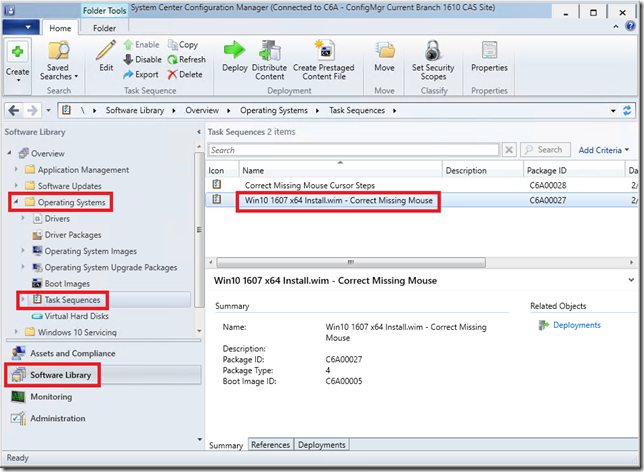 Folder Tools
System Center Configuration Manager (Connected to C6A - ConfigMgr Current Branch 1610 CAS Site)
Home
Folder
Create
Saved Searches
Search
Edit
Enable
Disable
Export
Copy
Refresh
Delete
Task Sequence
Deploy
Distribute Content
Create Prestaged Content File
Deployment
Move
Move
Set Security Scopes
Classify
Properties
Properties
\ Software Library Overview Operating Systems Task Sequences
Software Library
Overview
Application Management
Software Updates
Operating Systems
Drivers
Driver Packages
Operating System Images
Operating System Upgrade Packages
Boot Images
Task Sequences
Virtual Hard Disks
Windows 10 Servicing
Assets and Compliance
Software Library
Monitoring
Administration
Task Sequences 2 items
Search
Search
Add Criteria
Icon Name Description Package ID Da
Correct Missing Mouse Cursor Steps C6A00028 2/
Win10 1607 x64 Install.wim - Correct Missing Mouse C6A00027 2/
Win10 1607 x64 Install.wim - Correct Missing Mouse
Summary
Name: Win10 1607 x64 Install.wim - Correct Missing
Mouse
Description:
Package ID: C6A00027
Package Type: 4
Boot Image ID: C6A00005
Related Objects
Deployments
Summary References Deployments
Ready